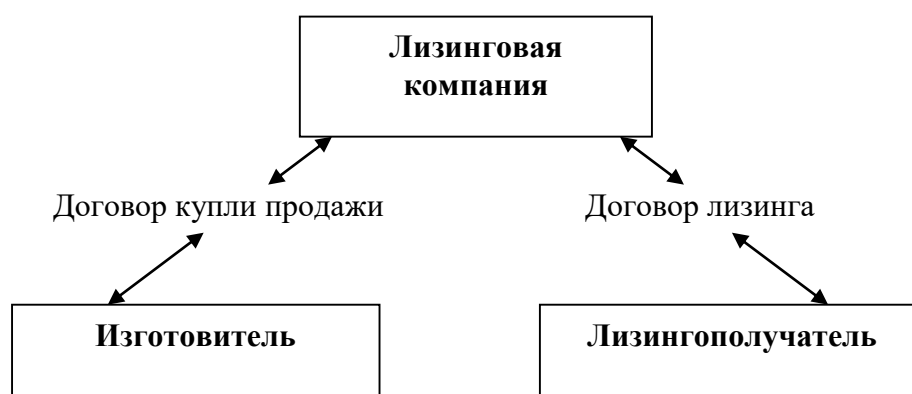 Лизинговая
компания
Договор купли продажи
Договор лизинга
Изготовитель
Лизингополучатель